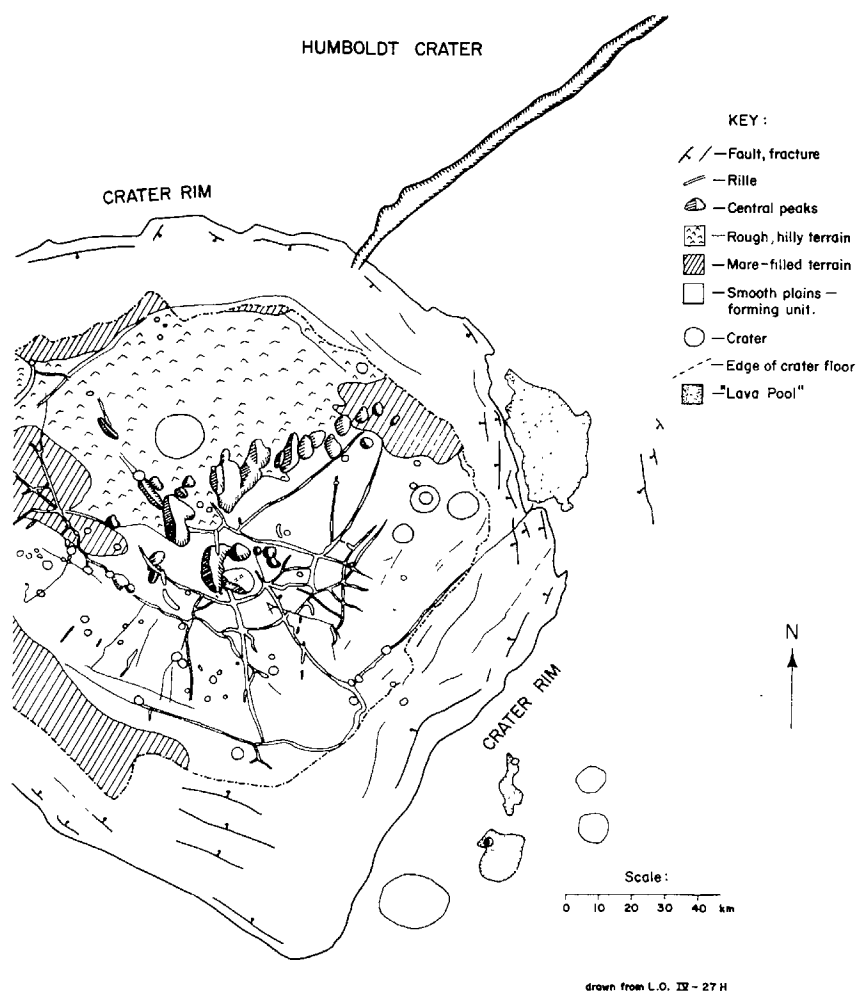 HUMBOLDT CRATER
CRATER RIM
KEY :
—Fault, fracture
—Rille
—Central peaks
—Rough, hilly terrain
—Mare-filled terrain
—Smooth plains —
forming unit.
—Crater
—Edge of crater floor
—"Lava Pool"
N
CRATER RIM
Scale:
0 10 20 30 40 km
drawn from L.O. IV - 27 H